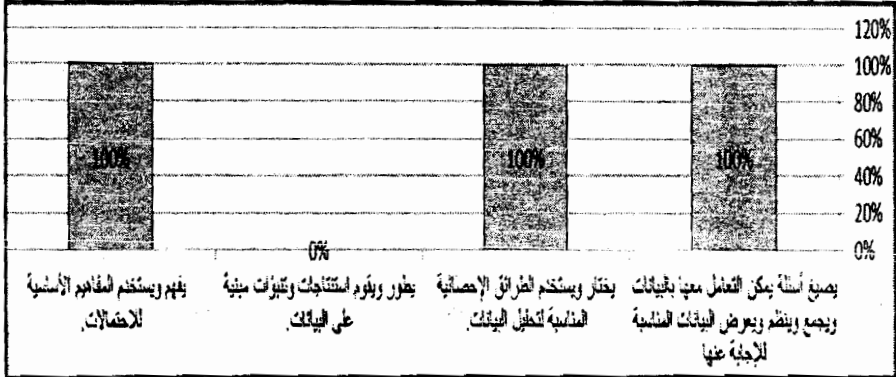 120%
100%
80%
60%
40%
20%
0%
100%
100%
0%
100%
يصيغ أسئلة يمكن التعامل معها بالبيانات
ويجمع وينظم ويعرض البيانات المناسبة
للإجابة عنها
يختار ويستخدم الطرائق الإحصائية
المناسبة لتحليل البيانات.
يطور ويقوم استنتاجات وتنبؤات مبنية
على البيانات.
يفهم ويستخدم المفاهيم الأساسية
للاحتمالات.